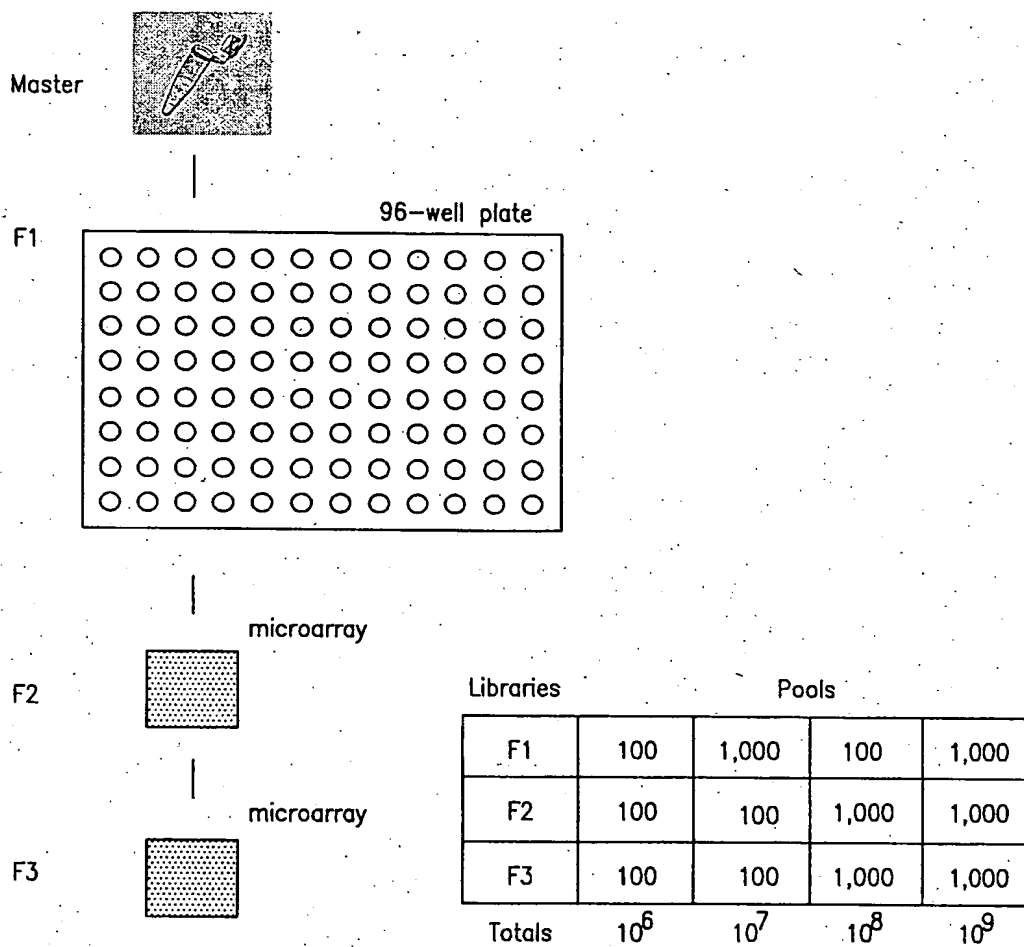 Master
96-well plate
F1
microarray
F2
microarray
F3
Libraries Pools
F1 100 1,000 100 1,000
F2 100 100 1,000 1,000
F3 100 100 1,000 1,000
Totals 10^6 10^7 10^8 10^9